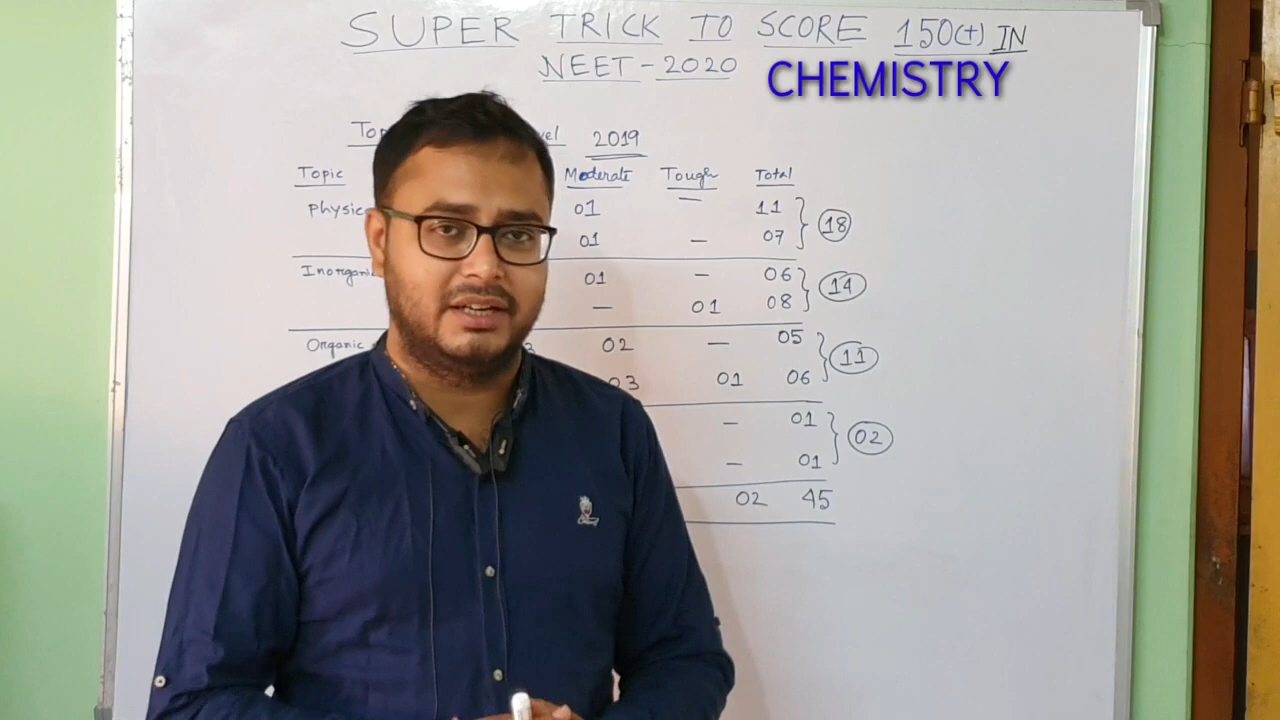 SUPER TRICK TO SCORE 150(+) IN
NEET-2020 CHEMISTRY
2019
Topic Moderate Tough Total
01 — 11 18
01 — 07
01 — 06 14
— 01 08
Organic 02 — 05 11
03 01 06
— 01 02
— 01
02 45